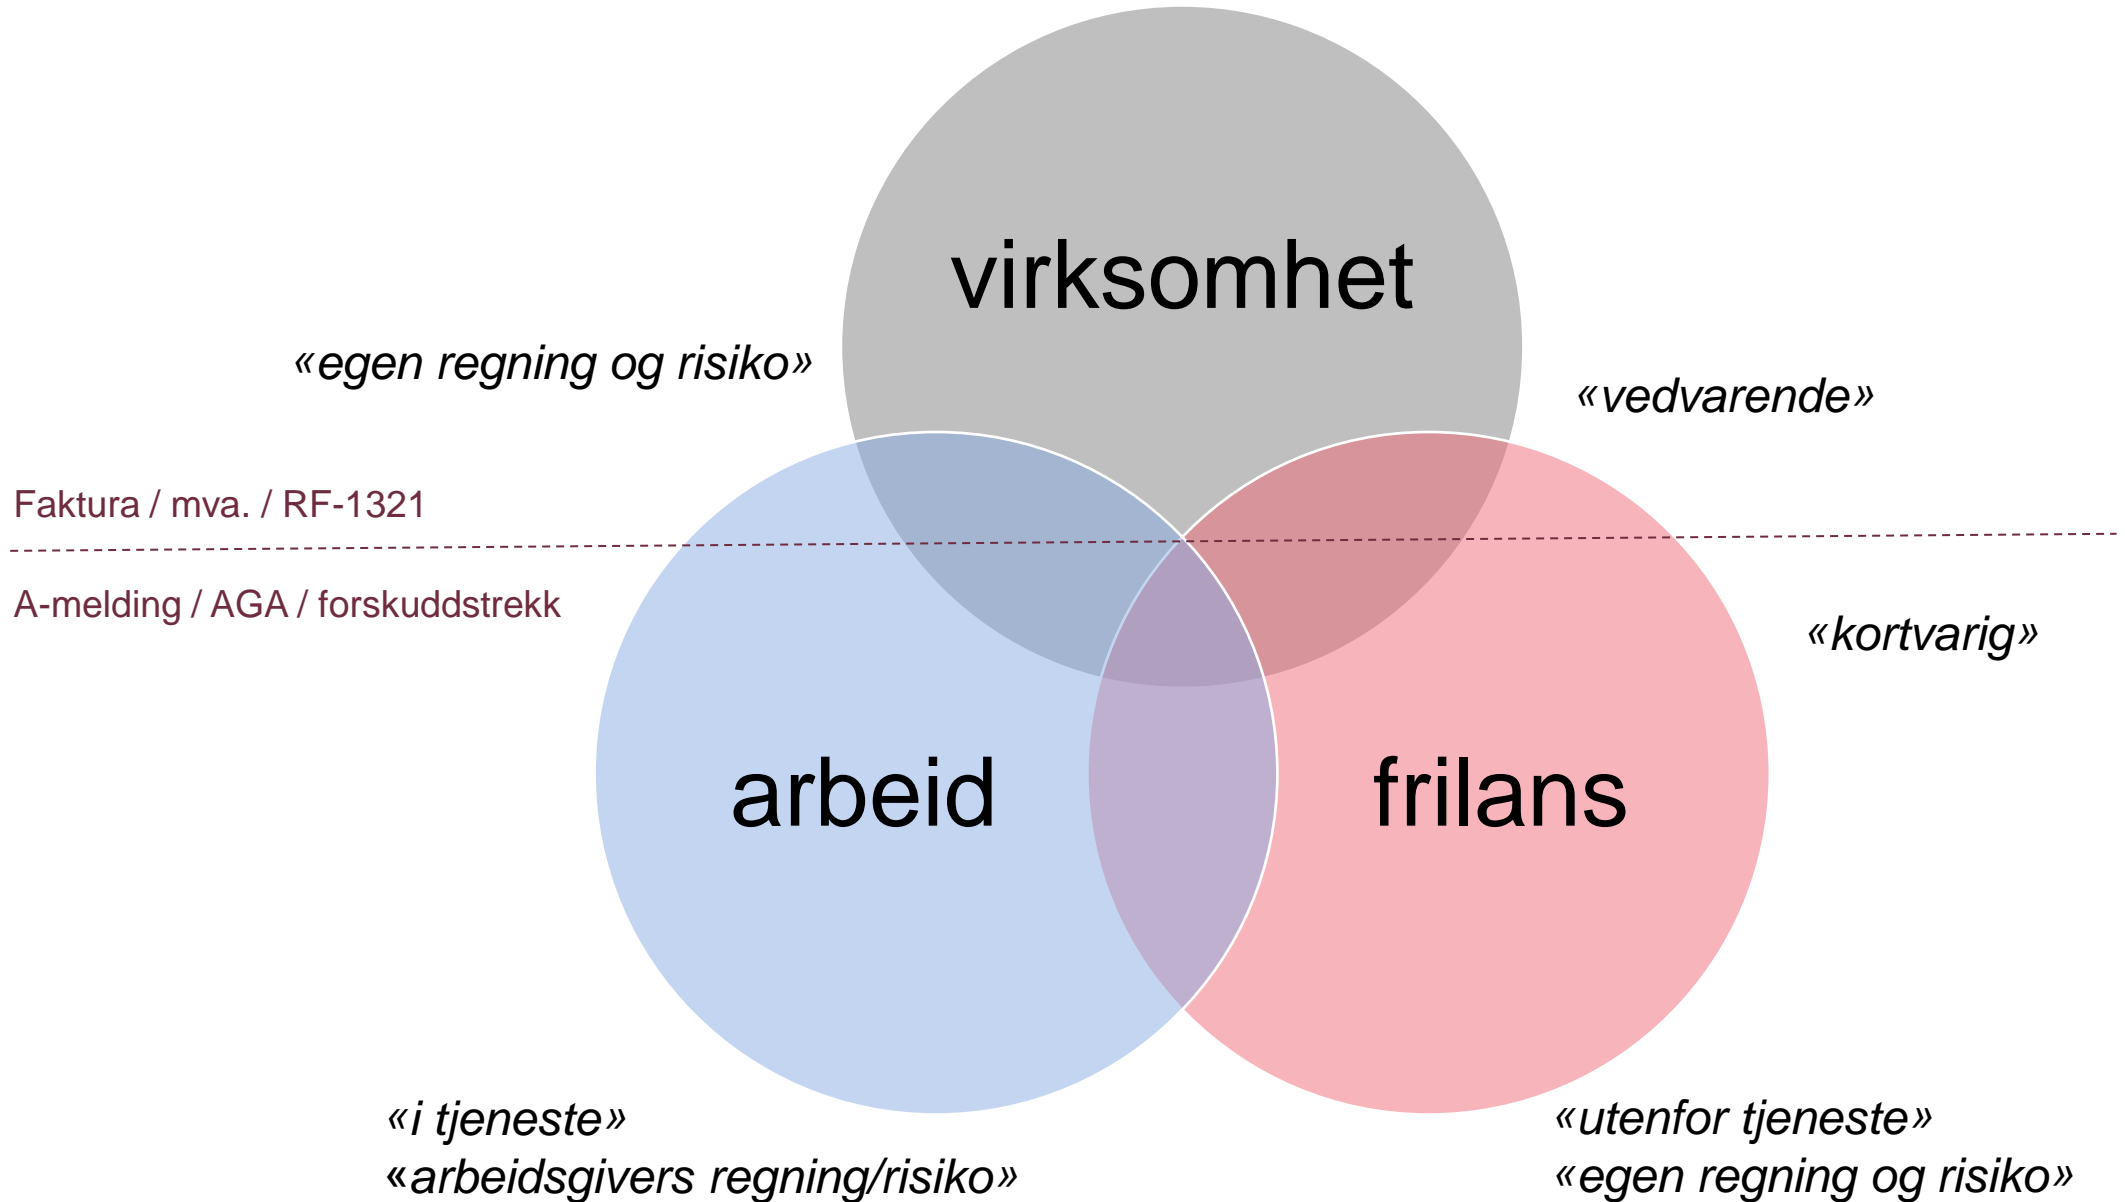 virksomhet
«egen regning og risiko»
«vedvarende»
Faktura / mva. / RF-1321
A-melding / AGA / forskuddstrekk
«kortvarig»
arbeid
frilans
«i tjeneste»
«arbeidsgivers regning/risiko»
«utenfor tjeneste»
«egen regning og risiko»